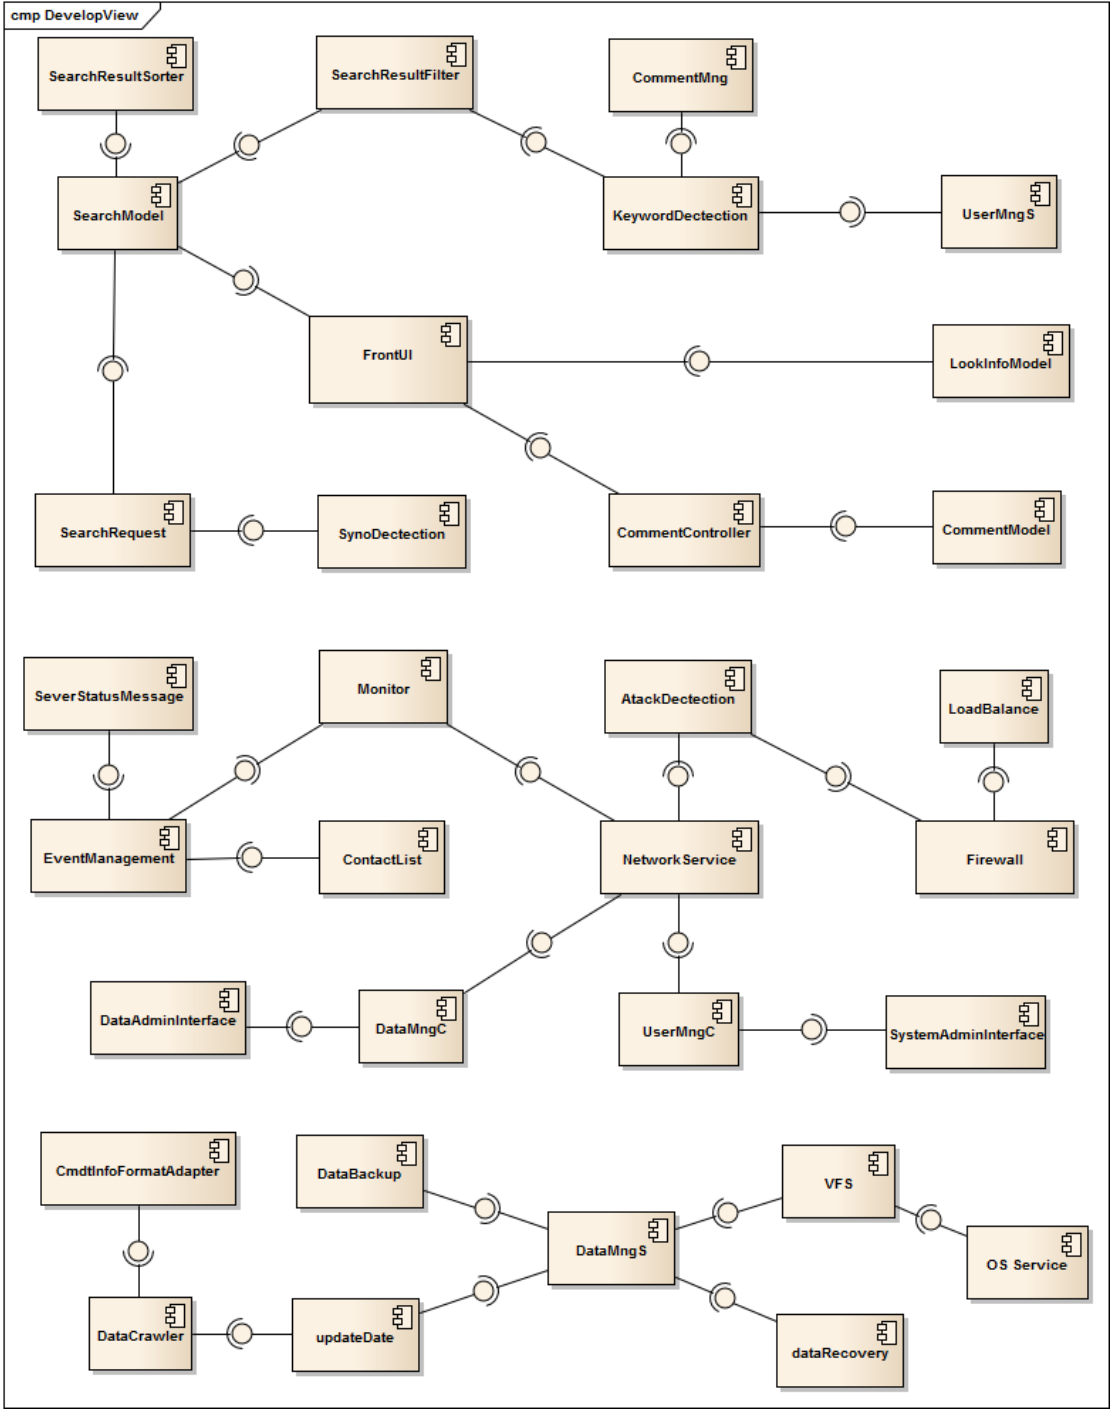 cmp DevelopView
SearchResultSorter
SearchResultFilter
CommentMng
SearchModel
KeywordDectection
UserMngS
FrontUI
LookInfoModel
SearchRequest
SynoDectection
CommentController
CommentModel
SeverStatusMessage
Monitor
AtackDectection
LoadBalance
EventManagement
ContactList
NetworkService
Firewall
DataAdminInterface
DataMngC
UserMngC
SystemAdminInterface
CmdtInfoFormatAdapter
DataBackup
VFS
DataMngS
OS Service
DataCrawler
updateDate
dataRecovery